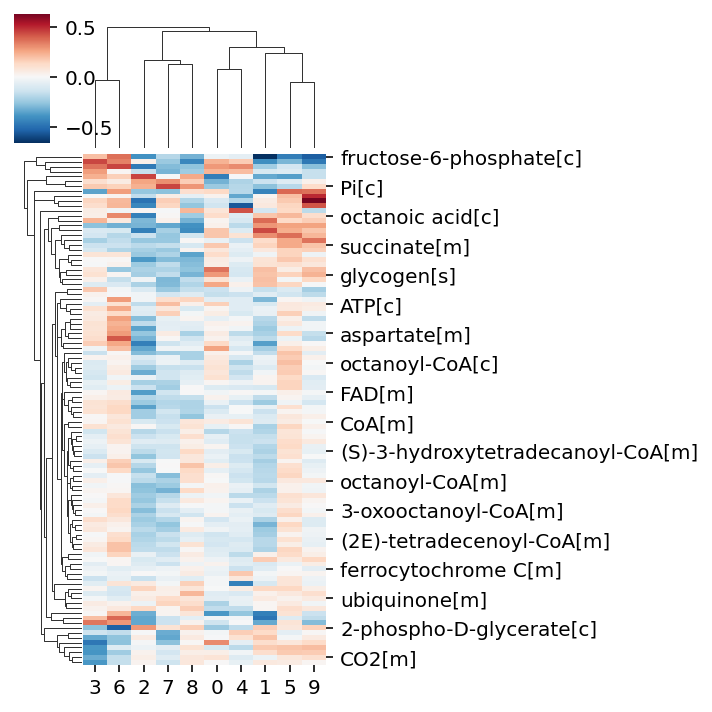 0.5
0.0
−0.5
fructose-6-phosphate[c]
Pi[c]
octanoic acid[c]
succinate[m]
glycogen[s]
ATP[c]
aspartate[m]
octanoyl-CoA[c]
FAD[m]
CoA[m]
(S)-3-hydroxytetradecanoyl-CoA[m]
octanoyl-CoA[m]
3-oxooctanoyl-CoA[m]
(2E)-tetradecenoyl-CoA[m]
ferrocytochrome C[m]
ubiquinone[m]
2-phospho-D-glycerate[c]
CO2[m]
3 6 2 7 8 0 4 1 5 9